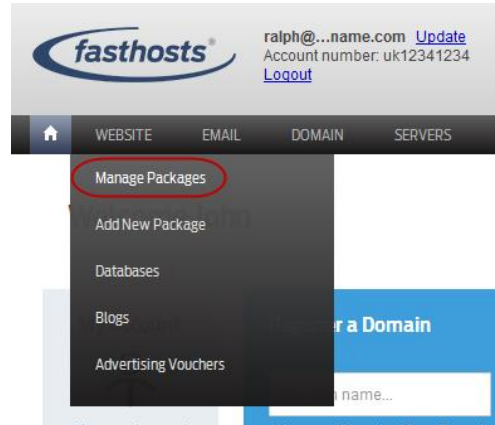 fasthosts®
ralph@...name.com Update
Account number: uk12341234
Logout
WEBSITE EMAIL DOMAIN SERVERS
Manage Packages
Add New Package
Databases
Blogs
Advertising Vouchers
r a Domain
name...